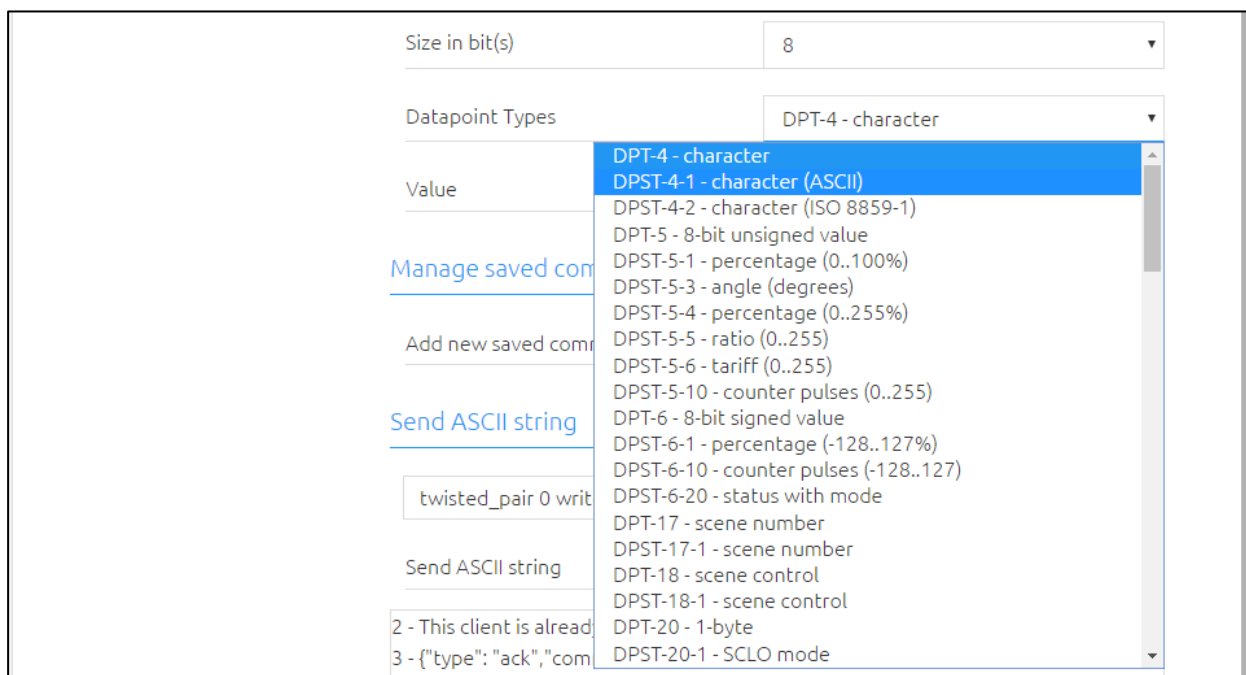 Size in bit(s)
8
Datapoint Types
DPT-4 - character
Value
DPT-4 - character
DPST-4-1 - character (ASCII)
DPST-4-2 - character (ISO 8859-1)
DPT-5 - 8-bit unsigned value
DPST-5-1 - percentage (0..100%)
DPST-5-3 - angle (degrees)
DPST-5-4 - percentage (0..255%)
DPST-5-5 - ratio (0..255)
DPST-5-6 - tariff (0..255)
DPST-5-10 - counter pulses (0..255)
DPT-6 - 8-bit signed value
DPST-6-1 - percentage (-128..127%)
DPST-6-10 - counter pulses (-128..127)
DPST-6-20 - status with mode
DPT-17 - scene number
DPST-17-1 - scene number
DPT-18 - scene control
DPST-18-1 - scene control
DPT-20 - 1-byte
DPST-20-1 - SCLO mode
Manage saved com
Add new saved com
Send ASCII string
twisted_pair 0 writ
Send ASCII string
2 - This client is alread
3 - {"type": "ack","com